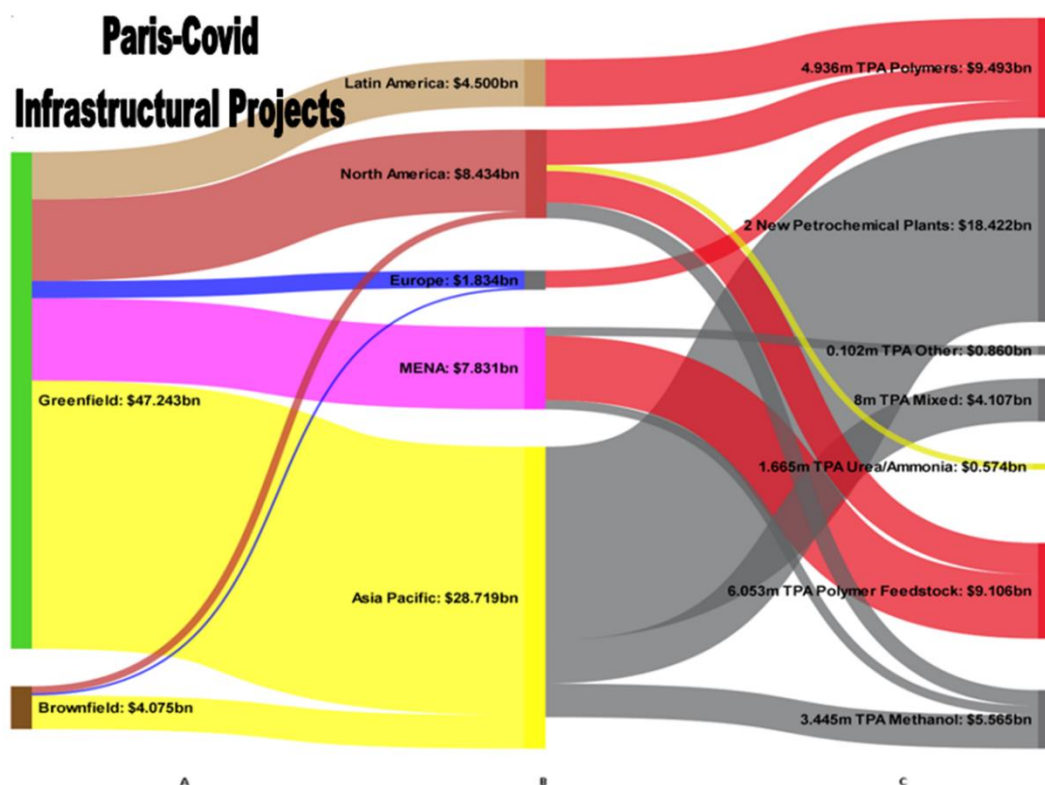 Paris-Covid
Infrastructural Projects
Latin America: $4.500bn
North America: $8.434bn
Europe: $1.834bn
MENA: $7.831bn
Greenfield: $47.243bn
Asia Pacific: $28.719bn
Brownfield: $4.075bn
4.936m TPA Polymers: $9.493bn
2 New Petrochemical Plants: $18.422bn
0.102m TPA Other: $0.860bn
8m TPA Mixed: $4.107bn
1.665m TPA Urea/Ammonia: $0.574bn
6.053m TPA Polymer Feedstock: $9.106bn
3.445m TPA Methanol: $5.565bn
A B C